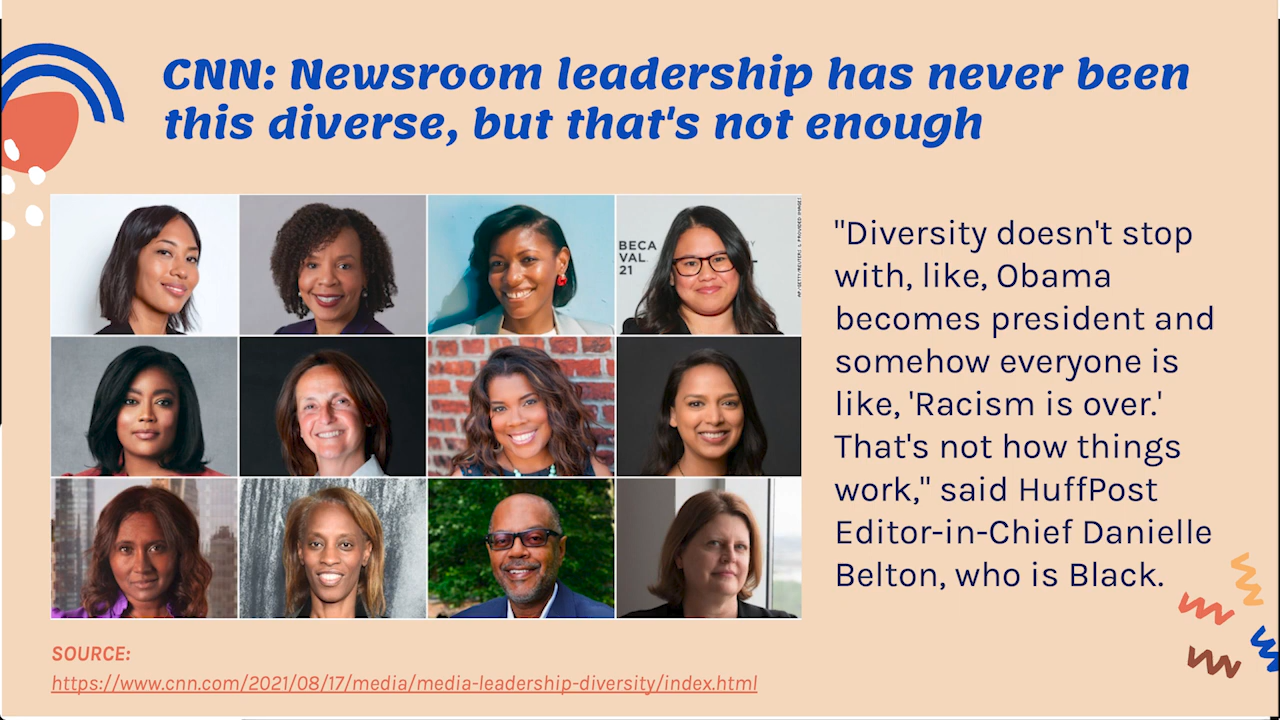 CNN: Newsroom leadership has never been
this diverse, but that's not enough
BECA
VAL
21
"Diversity doesn't stop
with, like, Obama
becomes president and
somehow everyone is
like, 'Racism is over.'
That's not how things
work," said HuffPost
Editor-in-Chief Danielle
Belton, who is Black.
SOURCE:
https://www.cnn.com/2021/08/17/media/media-leadership-diversity/index.html